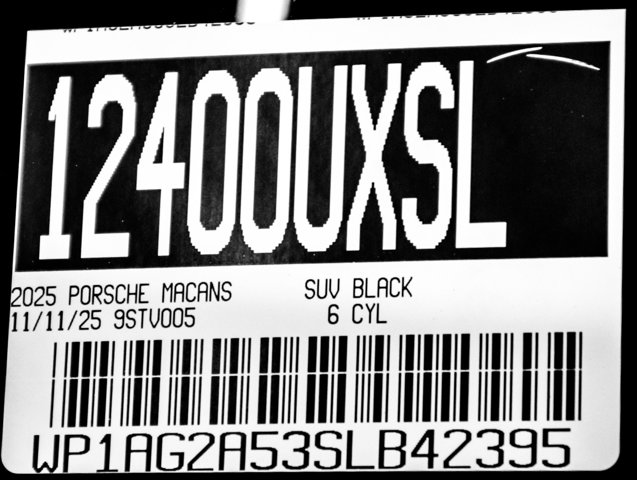 12400UXSL
2025 PORSCHE MACANS SUV BLACK
11/11/25 9STV005 6 CYL
WP1AG2A53SLB42395